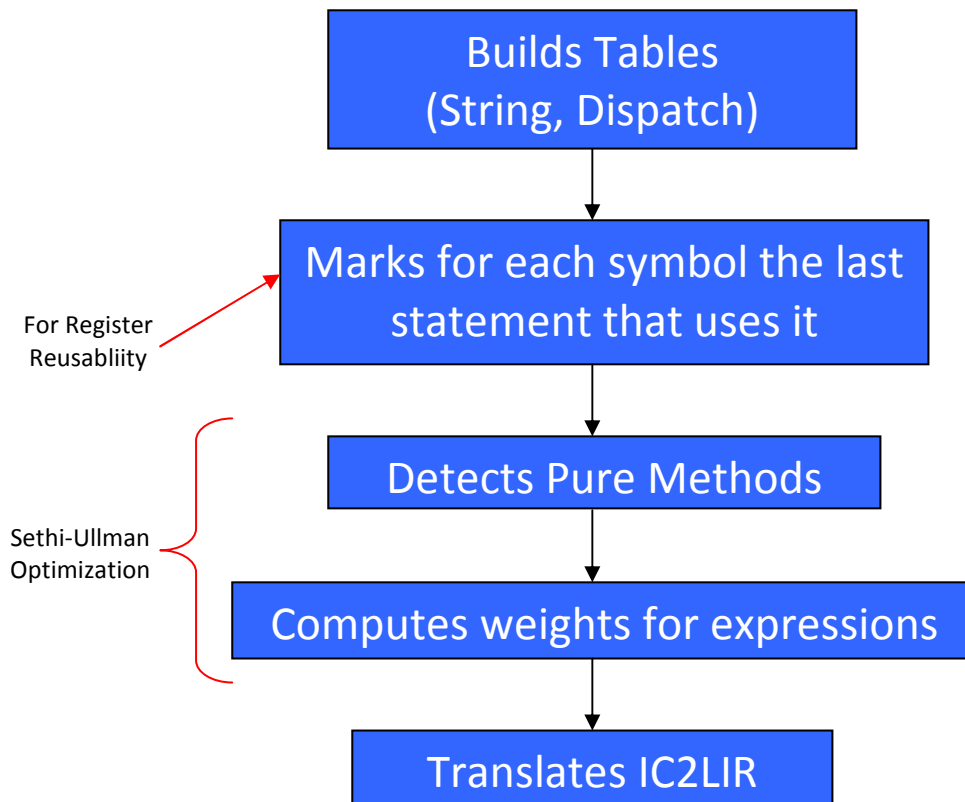 Builds Tables
(String, Dispatch)
Marks for each symbol the last
statement that uses it
For Register
Reusabliity
Detects Pure Methods
Sethi-Ullman
Optimization
Computes weights for expressions
Translates IC2LIR